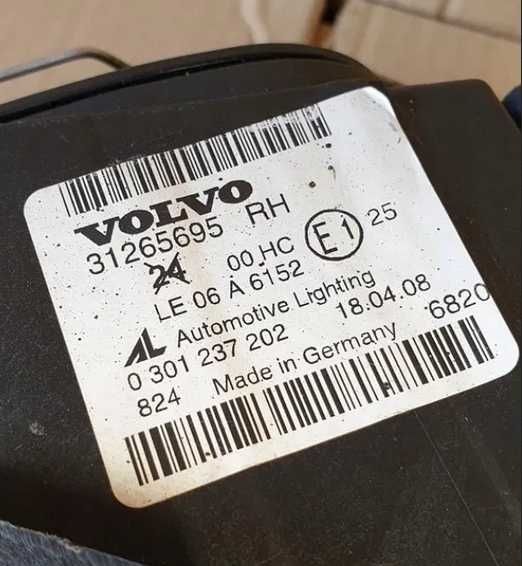 VOLVO
31265695 RH
24 00 HC E1 25
LE 06 A 6152
AL Automotive Lighting
0 301 237 202 18.04.08
824 Made in Germany 6820